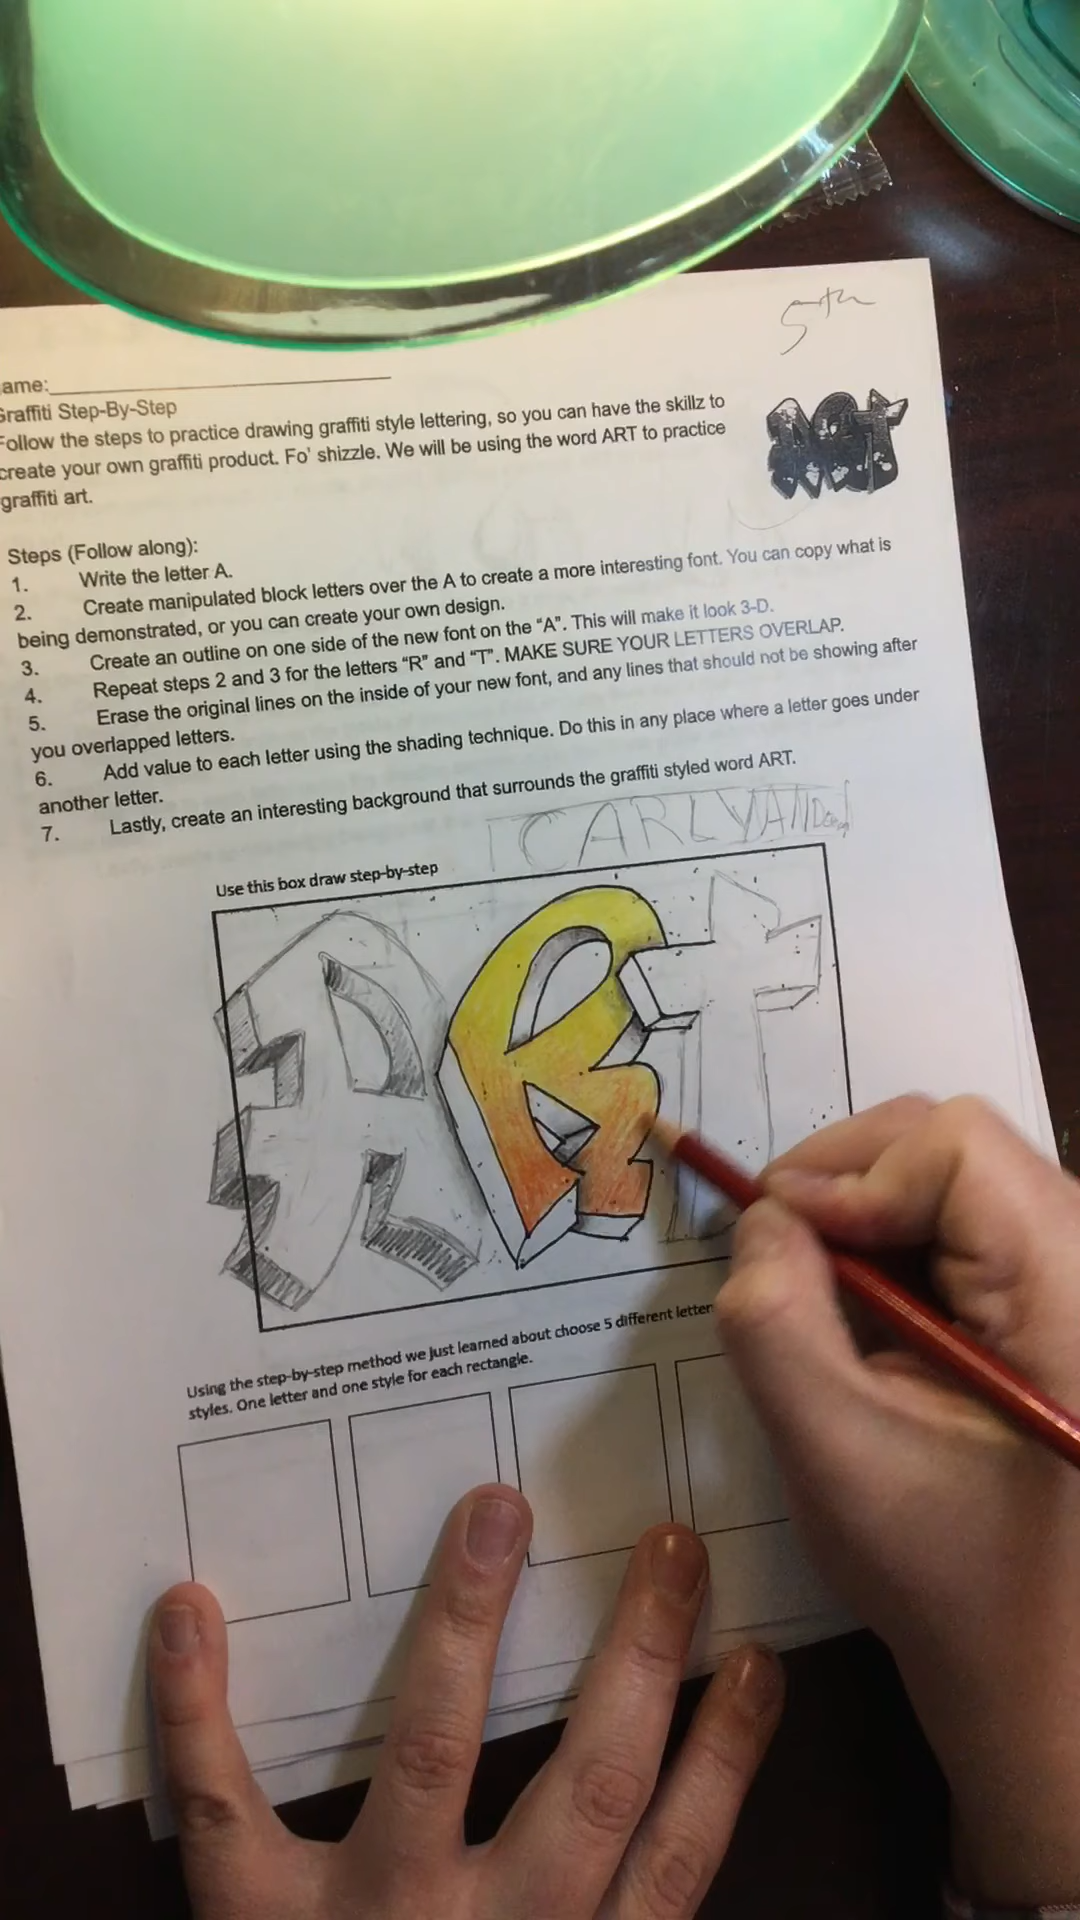 5th
ame:
Graffiti Step-By-Step
Follow the steps to practice drawing graffiti style lettering, so you can have the skillz to
create your own graffiti product. Fo' shizzle. We will be using the word ART to practice
graffiti art.
ART
Steps (Follow along):
1. Write the letter A.
2. Create manipulated block letters over the A to create a more interesting font. You can copy what is
being demonstrated, or you can create your own design.
3. Create an outline on one side of the new font on the “A”. This will make it look 3-D.
4. Repeat steps 2 and 3 for the letters “R” and “T”. MAKE SURE YOUR LETTERS OVERLAP.
5. Erase the original lines on the inside of your new font, and any lines that should not be showing after
you overlapped letters.
6. Add value to each letter using the shading technique. Do this in any place where a letter goes under
another letter.
7. Lastly, create an interesting background that surrounds the graffiti styled word ART.
CARLY
Use this box draw step-by-step
ART
Using the step-by-step method we just learned about choose 5 different letter
styles. One letter and one style for each rectangle.